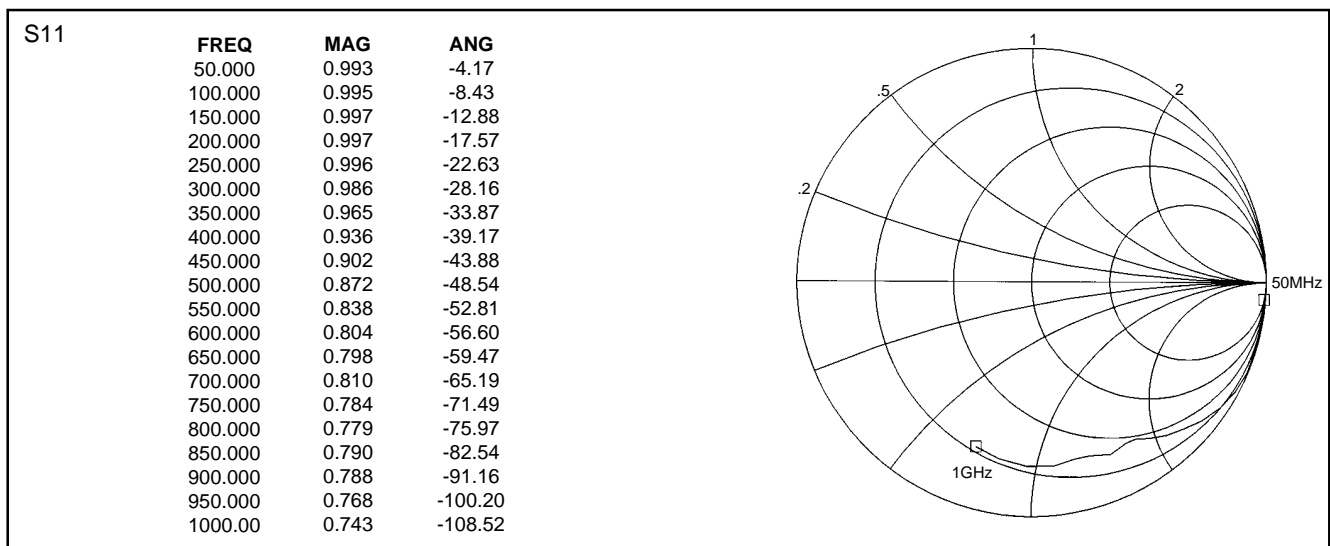 S11
FREQ MAG ANG
50.000 0.993 -4.17
100.000 0.995 -8.43
150.000 0.997 -12.88
200.000 0.997 -17.57
250.000 0.996 -22.63
300.000 0.986 -28.16
350.000 0.965 -33.87
400.000 0.936 -39.17
450.000 0.902 -43.88
500.000 0.872 -48.54
550.000 0.838 -52.81
600.000 0.804 -56.60
650.000 0.798 -59.47
700.000 0.810 -65.19
750.000 0.784 -71.49
800.000 0.779 -75.97
850.000 0.790 -82.54
900.000 0.788 -91.16
950.000 0.768 -100.20
1000.00 0.743 -108.52
1
.5
2
.2
50MHz
1GHz